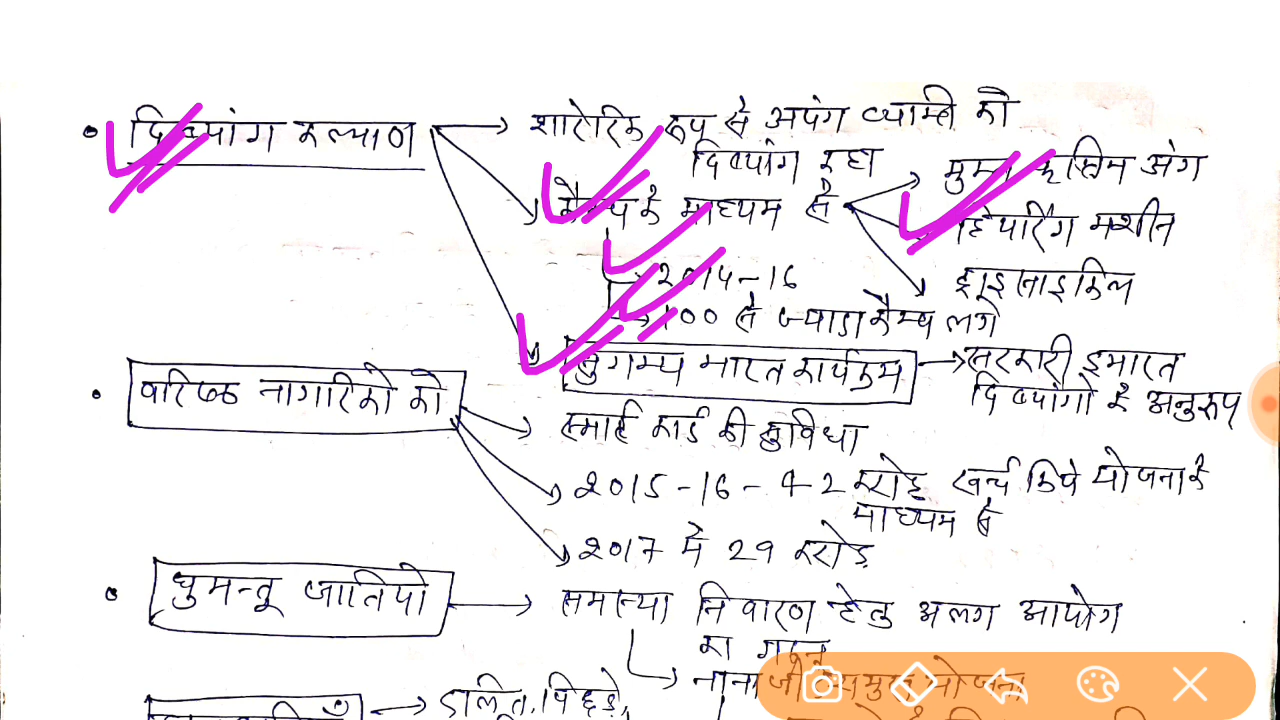 • दिव्यांग कल्याण → शारीरिक रूप से अपंग व्यक्ति को
दिव्यांग कहा
→ कैम्प के माध्यम से → मुफ्त कृत्रिम अंग
→ हियरिंग मशीन
→ ट्राइसाइकिल
→ 2014-16
→ 100 से ज्यादा कैम्प लगे
→ सुगम्य भारत कार्यक्रम → सरकारी इमारत
दिव्यांगों के अनुरूप
• वरिष्ठ नागरिको को → स्मार्ट कार्ड की सुविधा
→ 2015-16 - 42 करोड़ खर्च किये योजना के
माध्यम से
→ 2017 में 29 करोड़
• घुमन्तू जातियो → समस्या निवारण हेतु अलग आयोग
का गठन
→ योजना
→ दलित, पिछड़े,